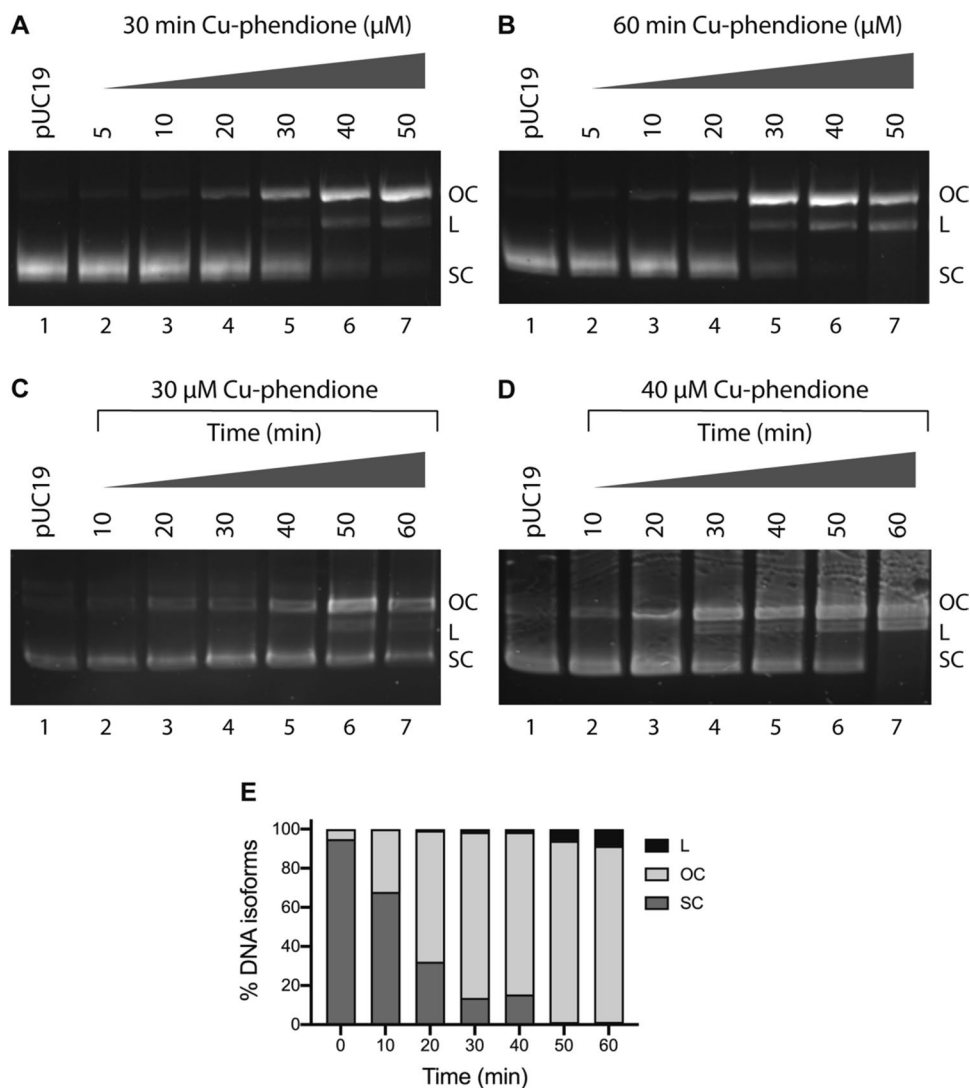 A
30 min Cu-phendione (µM)
pUC19
5
10
20
30
40
50
OC
L
SC
1 2 3 4 5 6 7
B
60 min Cu-phendione (µM)
pUC19
5
10
20
30
40
50
OC
L
SC
1 2 3 4 5 6 7
C
30 µM Cu-phendione
Time (min)
pUC19
10
20
30
40
50
60
OC
L
SC
1 2 3 4 5 6 7
D
40 µM Cu-phendione
Time (min)
pUC19
10
20
30
40
50
60
OC
L
SC
1 2 3 4 5 6 7
E
% DNA isoforms
100
80
60
40
20
0
0 10 20 30 40 50 60
Time (min)
L
OC
SC